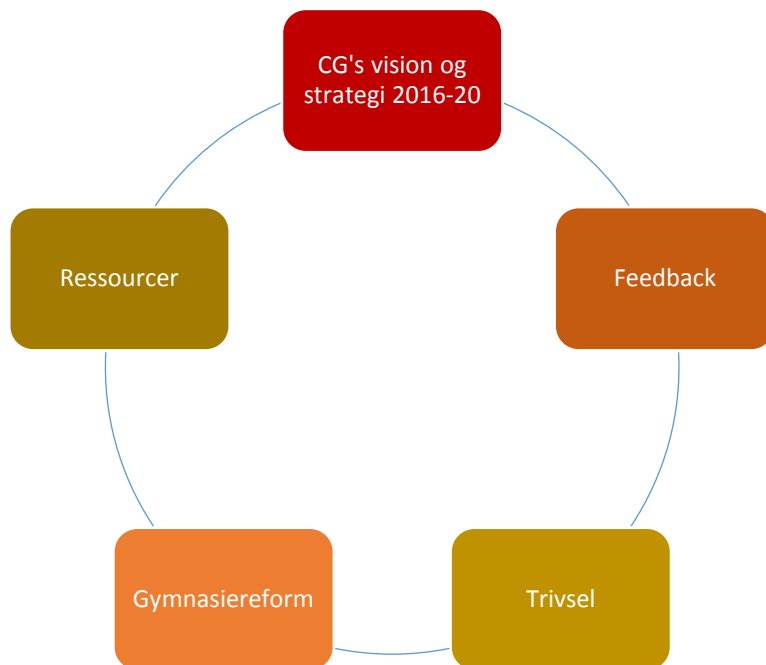 CG's vision og
strategi 2016-20
Feedback
Trivsel
Gymnasiereform
Ressourcer